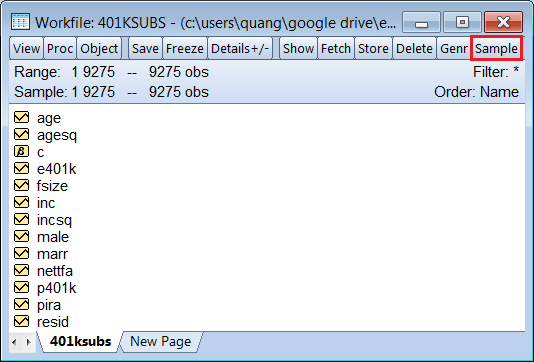 Workfile: 401KSUBS - (c:\users\quang\google drive\e...
View Proc Object Save Freeze Details+/- Show Fetch Store Delete Genr Sample
Range: 1 9275 -- 9275 obs Filter: *
Sample: 1 9275 -- 9275 obs Order: Name
age
agesq
β c
e401k
fsize
inc
incsq
male
marr
nettfa
p401k
pira
resid
401ksubs New Page